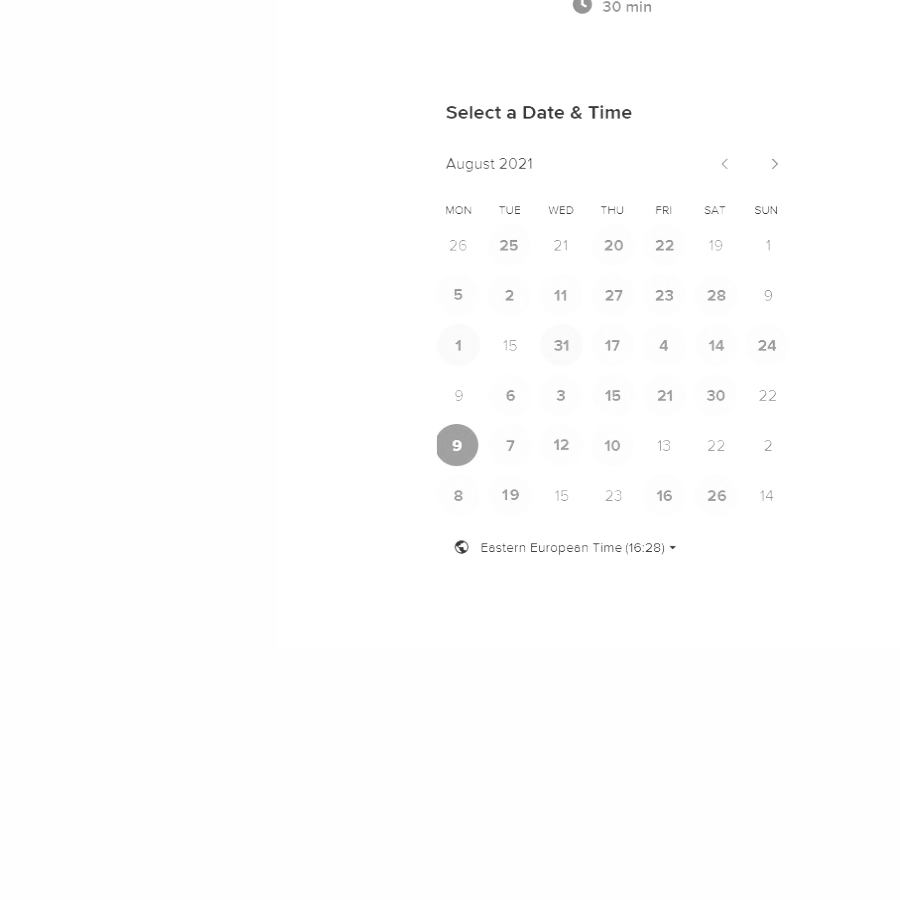 30 min
Select a Date & Time
August 2021
MON TUE WED THU FRI SAT SUN
26 25 21 20 22 19 1
5 2 11 27 23 28 9
1 15 31 17 4 14 24
9 6 3 15 21 30 22
9 7 12 10 13 22 2
8 19 15 23 16 26 14
Eastern European Time (16:28)